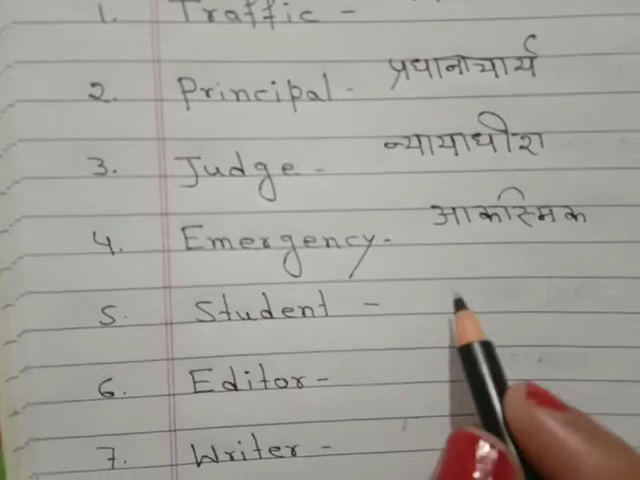 1. Traffic -
2. Principal - प्रधानाचार्य
3. Judge - न्यायाधीश
4. Emergency - आकस्मिक
5. Student -
6. Editor -
7. Writer -